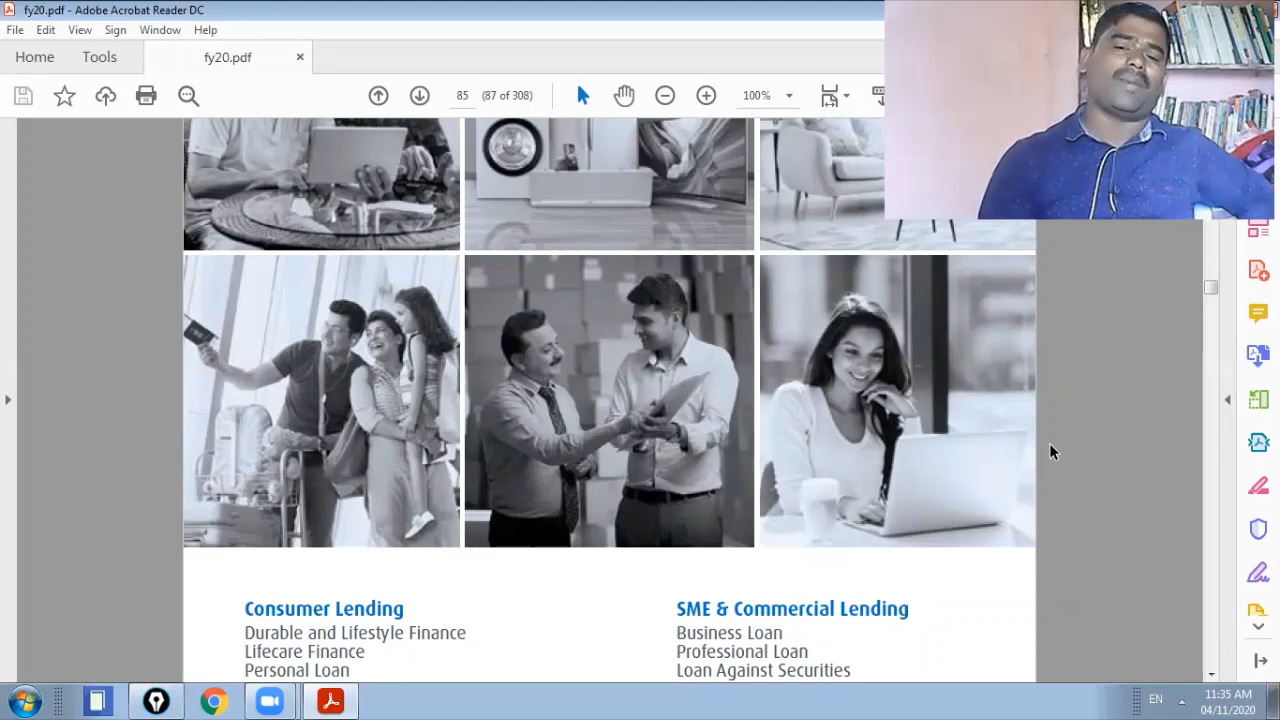 fy20.pdf - Adobe Acrobat Reader DC
File Edit View Sign Window Help
Home Tools fy20.pdf ×
85 (87 of 308) 100%
Consumer Lending
Durable and Lifestyle Finance
Lifecare Finance
Personal Loan
SME & Commercial Lending
Business Loan
Professional Loan
Loan Against Securities
EN 11:35 AM
04/11/2020